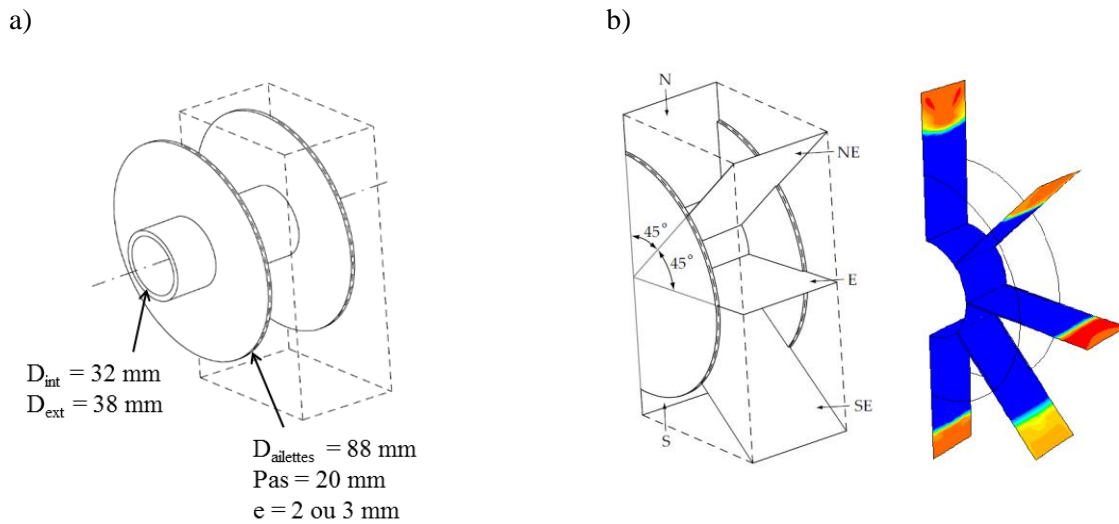 a)
b)
D_int = 32 mm
D_ext = 38 mm
D_ailettes = 88 mm
Pas = 20 mm
e = 2 ou 3 mm
N
NE
45°
45°
E
SE
S